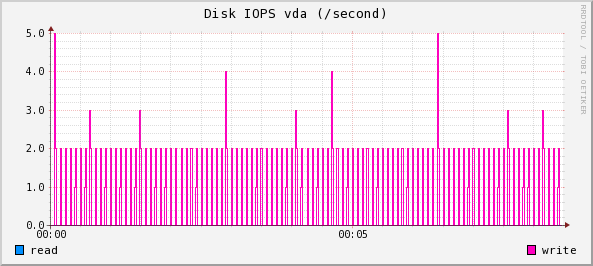 Disk IOPS vda (/second)
RRDTOOL / TOBI OETIKER
5.0
4.0
3.0
2.0
1.0
0.0
00:00 00:05
read write